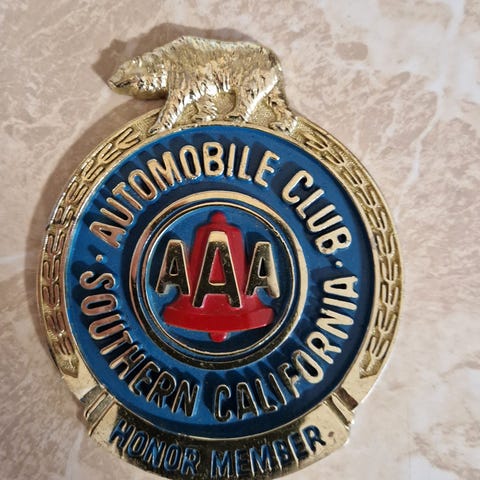 · AUTOMOBILE CLUB ·
SOUTHERN CALIFORNIA
AAA
HONOR MEMBER